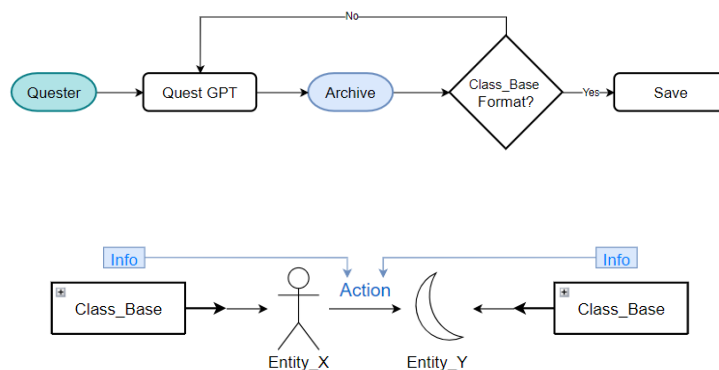 No
Quester
Quest GPT
Archive
Class_Base
Format?
Yes
Save
Info
Info
Class_Base
Action
Class_Base
Entity_X
Entity_Y